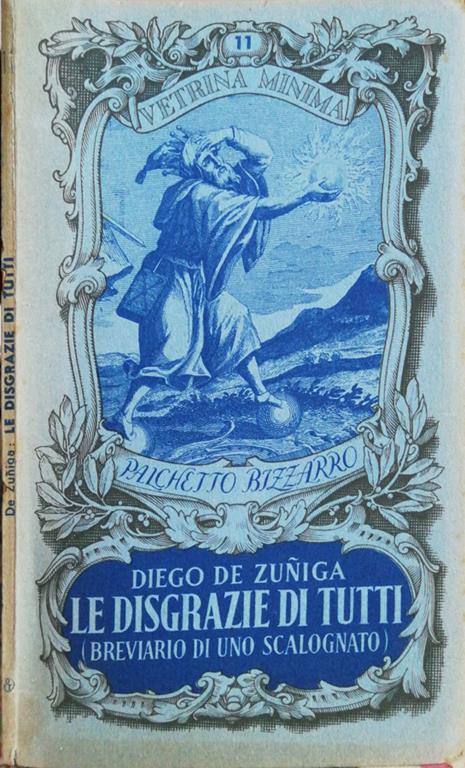 11
VETRINA MINIMA
PALCHETTO BIZZARRO
DIEGO DE ZUÑIGA
LE DISGRAZIE DI TUTTI
(BREVIARIO DI UNO SCALOGNATO)
De Zuñiga: LE DISGRAZIE DI TUTTI